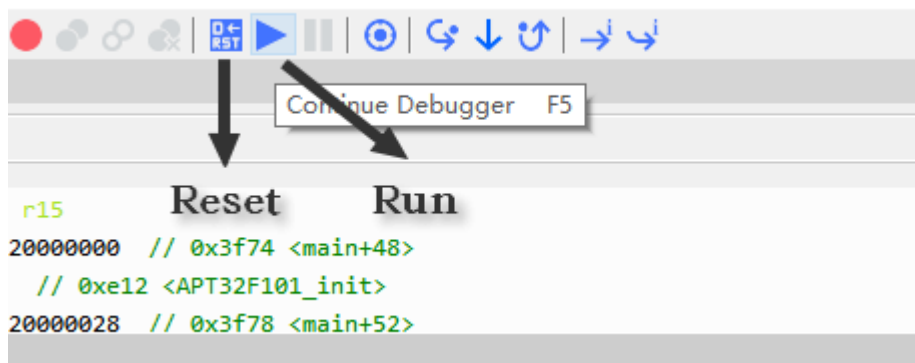 RST
Continue Debugger F5
Reset Run
r15
20000000 // 0x3f74 <main+48>
// 0xe12 <APT32F101_init>
20000028 // 0x3f78 <main+52>